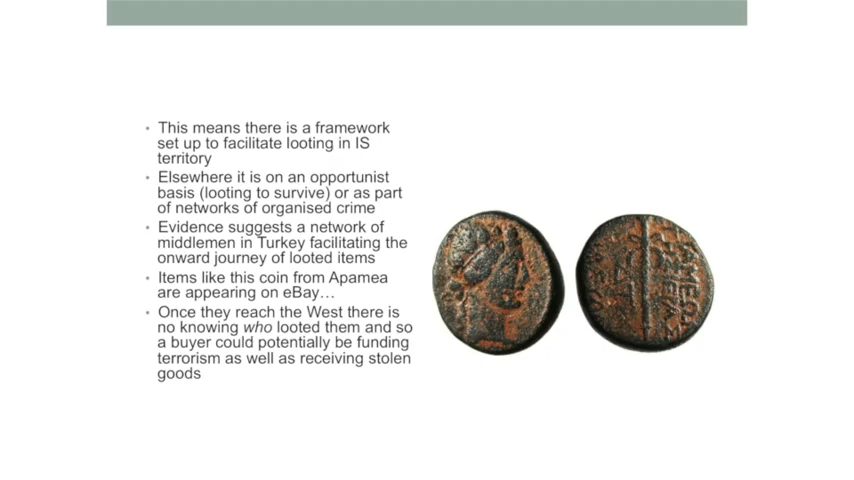 • This means there is a framework
set up to facilitate looting in IS
territory
• Elsewhere it is on an opportunist
basis (looting to survive) or as part
of networks of organised crime
• Evidence suggests a network of
middlemen in Turkey facilitating the
onward journey of looted items
• Items like this coin from Apamea
are appearing on eBay…
• Once they reach the West there is
no knowing who looted them and so
a buyer could potentially be funding
terrorism as well as receiving stolen
goods